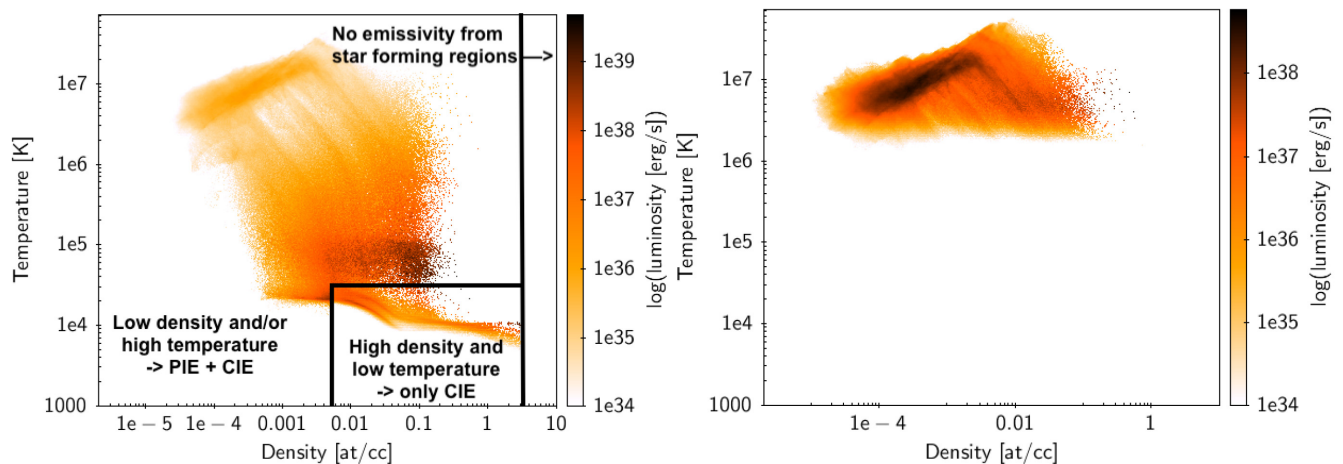 No emissivity from
star forming regions —>
1e7
1e6
1e5
1e4
1000
Temperature [K]
Low density and/or
high temperature
-> PIE + CIE
High density and
low temperature
-> only CIE
1e − 5
1e − 4
0.001
0.01
0.1
1
10
Density [at/cc]
1e39
1e38
1e37
1e36
1e35
1e34
log(luminosity [erg/s])
1e7
1e6
1e5
1e4
1000
Temperature [K]
1e − 4
0.01
1
Density [at/cc]
1e38
1e37
1e36
1e35
1e34
log(luminosity [erg/s])